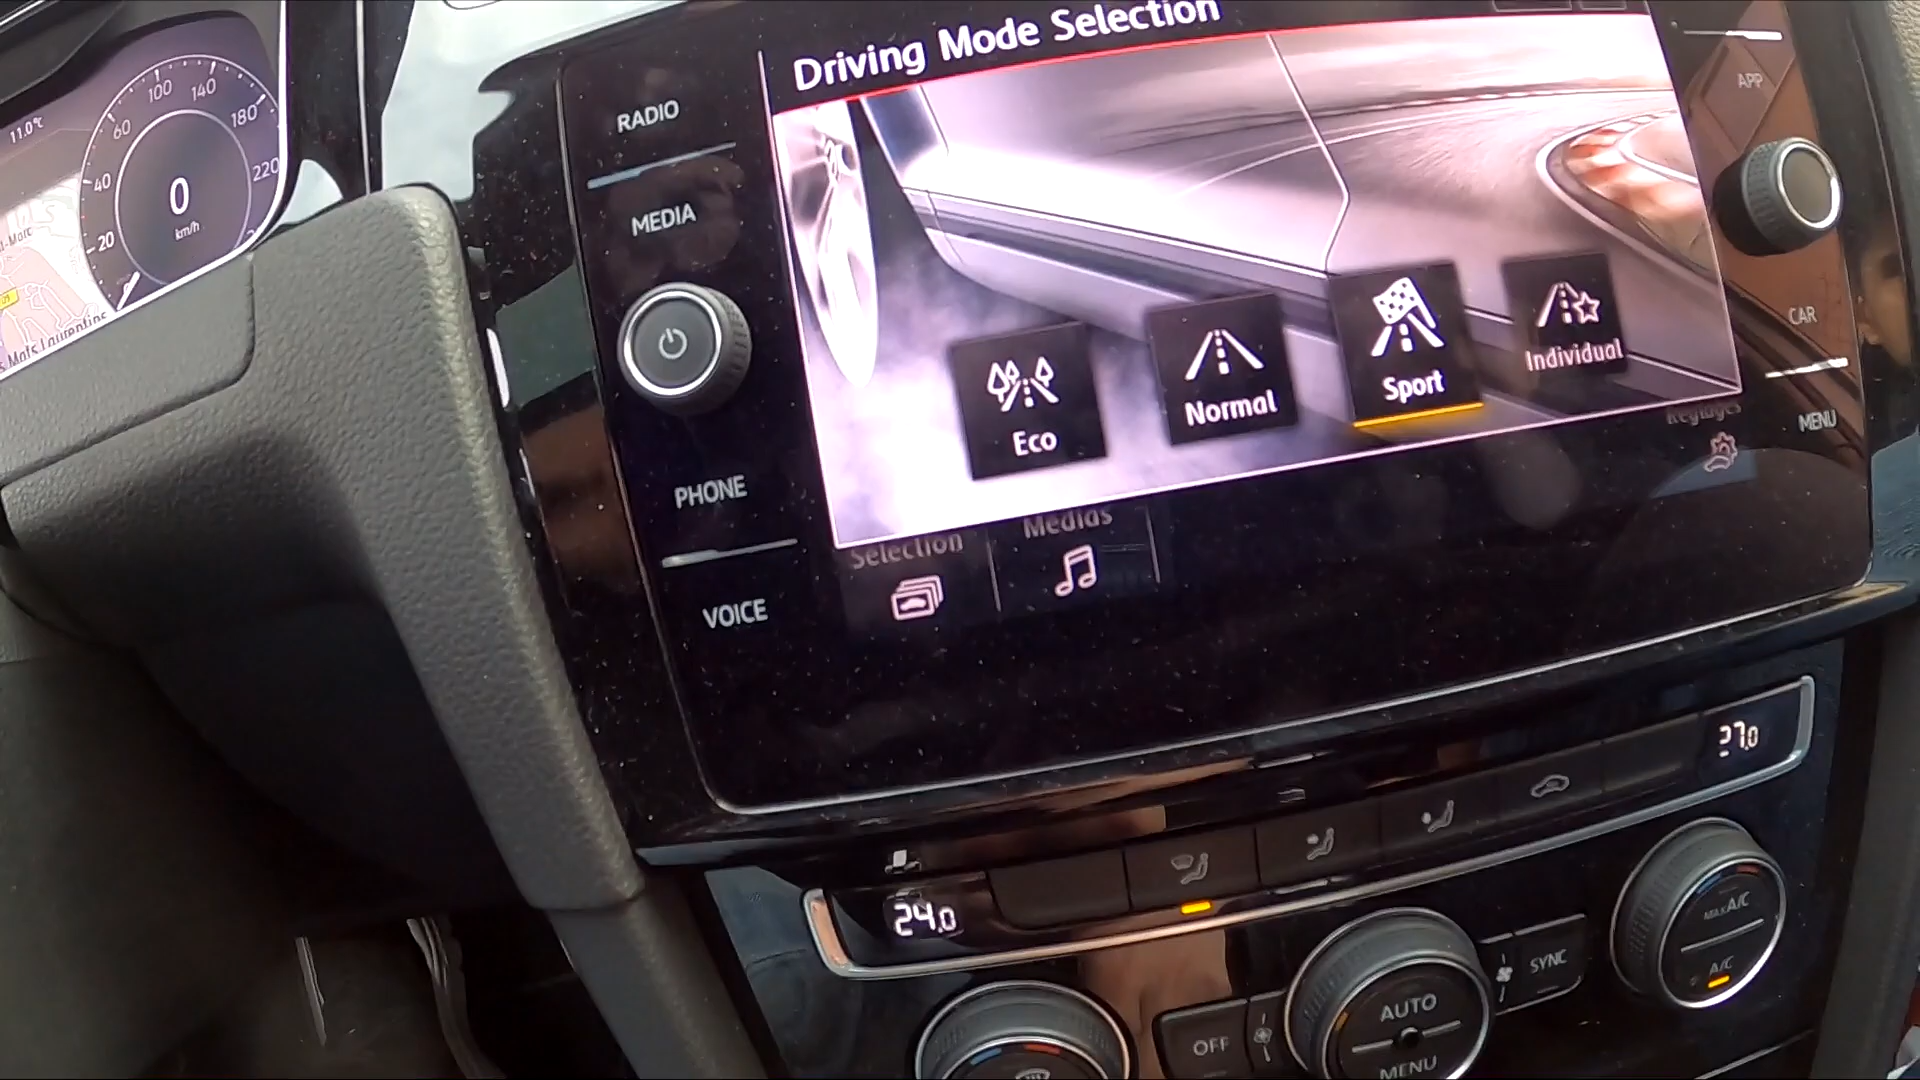 11.0°C
20
40
60
100
140
180
220
0
km/h
RADIO
MEDIA
PHONE
VOICE
Driving Mode Selection
Eco
Normal
Sport
Individual
Selection
Medias
Réglages
APP
CAR
MENU
24.0
27.0
OFF
AUTO
MENU
SYNC
MAX A/C
A/C